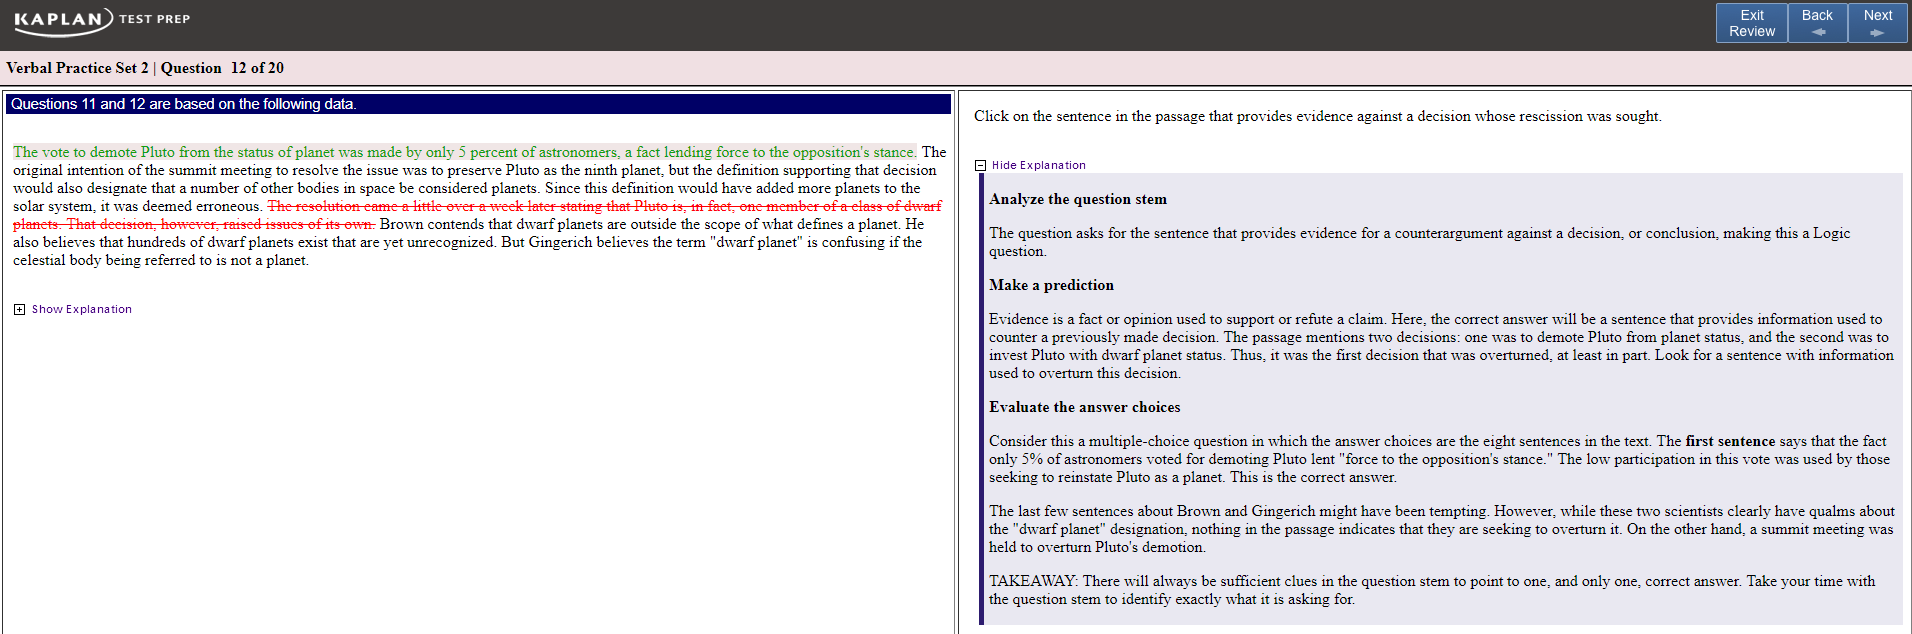 KAPLAN TEST PREP
Exit Review
Back
Next
Verbal Practice Set 2 | Question 12 of 20
Questions 11 and 12 are based on the following data.
The vote to demote Pluto from the status of planet was made by only 5 percent of astronomers, a fact lending force to the opposition's stance. The
original intention of the summit meeting to resolve the issue was to preserve Pluto as the ninth planet, but the definition supporting that decision
would also designate that a number of other bodies in space be considered planets. Since this definition would have added more planets to the
solar system, it was deemed erroneous. The resolution came a little over a week later stating that Pluto is, in fact, one member of a class of dwarf
planets. That decision, however, raised issues of its own. Brown contends that dwarf planets are outside the scope of what defines a planet. He
also believes that hundreds of dwarf planets exist that are yet unrecognized. But Gingerich believes the term "dwarf planet" is confusing if the
celestial body being referred to is not a planet.
Show Explanation
Click on the sentence in the passage that provides evidence against a decision whose rescission was sought.
Hide Explanation
Analyze the question stem
The question asks for the sentence that provides evidence for a counterargument against a decision, or conclusion, making this a Logic
question.
Make a prediction
Evidence is a fact or opinion used to support or refute a claim. Here, the correct answer will be a sentence that provides information used to
counter a previously made decision. The passage mentions two decisions: one was to demote Pluto from planet status, and the second was to
invest Pluto with dwarf planet status. Thus, it was the first decision that was overturned, at least in part. Look for a sentence with information
used to overturn this decision.
Evaluate the answer choices
Consider this a multiple-choice question in which the answer choices are the eight sentences in the text. The first sentence says that the fact
only 5% of astronomers voted for demoting Pluto lent "force to the opposition's stance." The low participation in this vote was used by those
seeking to reinstate Pluto as a planet. This is the correct answer.
The last few sentences about Brown and Gingerich might have been tempting. However, while these two scientists clearly have qualms about
the "dwarf planet" designation, nothing in the passage indicates that they are seeking to overturn it. On the other hand, a summit meeting was
held to overturn Pluto's demotion.
TAKEAWAY: There will always be sufficient clues in the question stem to point to one, and only one, correct answer. Take your time with
the question stem to identify exactly what it is asking for.